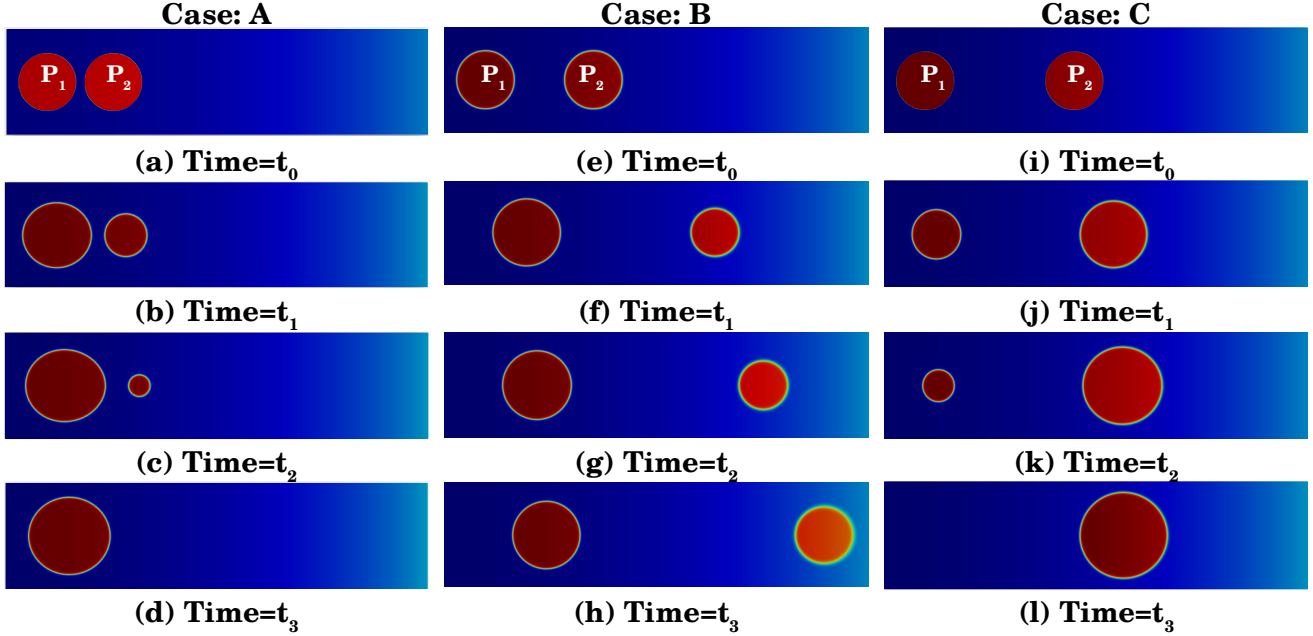 Case: A Case: B Case: C
P1 P2 P1 P2 P1 P2
(a) Time=t0 (e) Time=t0 (i) Time=t0
(b) Time=t1 (f) Time=t1 (j) Time=t1
(c) Time=t2 (g) Time=t2 (k) Time=t2
(d) Time=t3 (h) Time=t3 (l) Time=t3